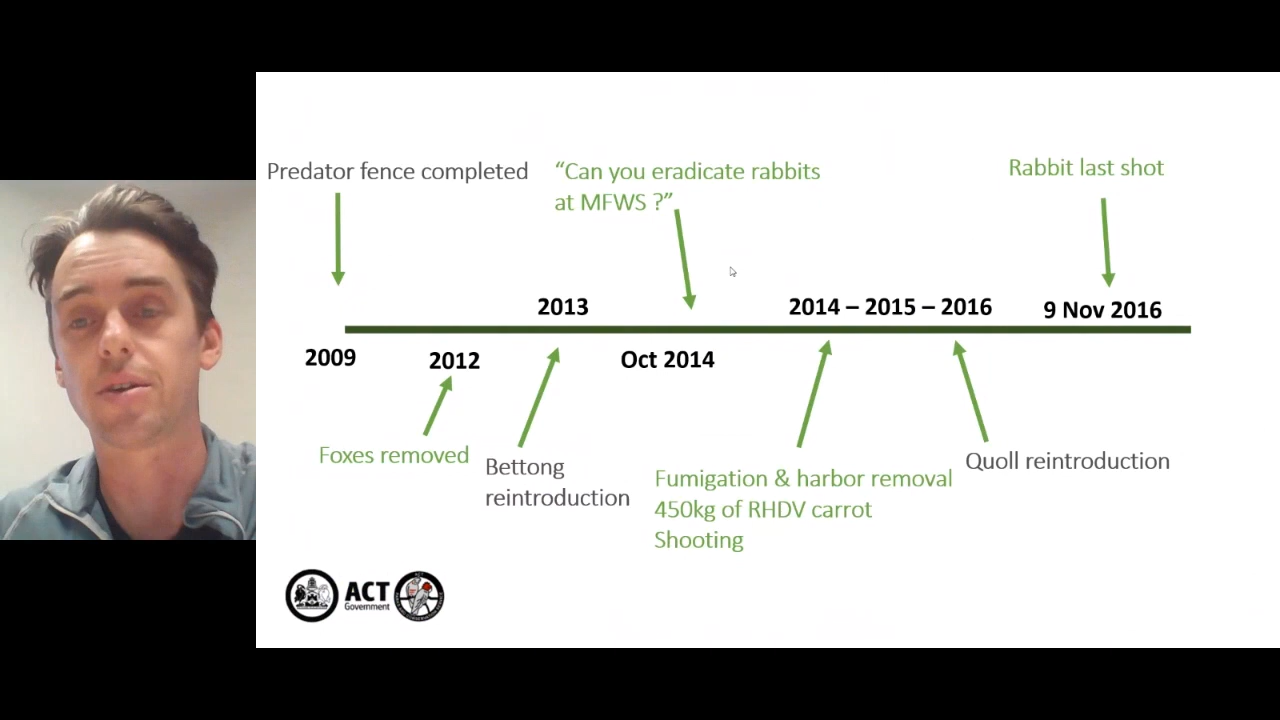 Predator fence completed
“Can you eradicate rabbits
at MFWS ?”
Rabbit last shot
2013
2014 – 2015 – 2016
9 Nov 2016
2009
2012
Oct 2014
Foxes removed
Bettong
reintroduction
Fumigation & harbor removal
450kg of RHDV carrot
Shooting
Quoll reintroduction
ACT
Government